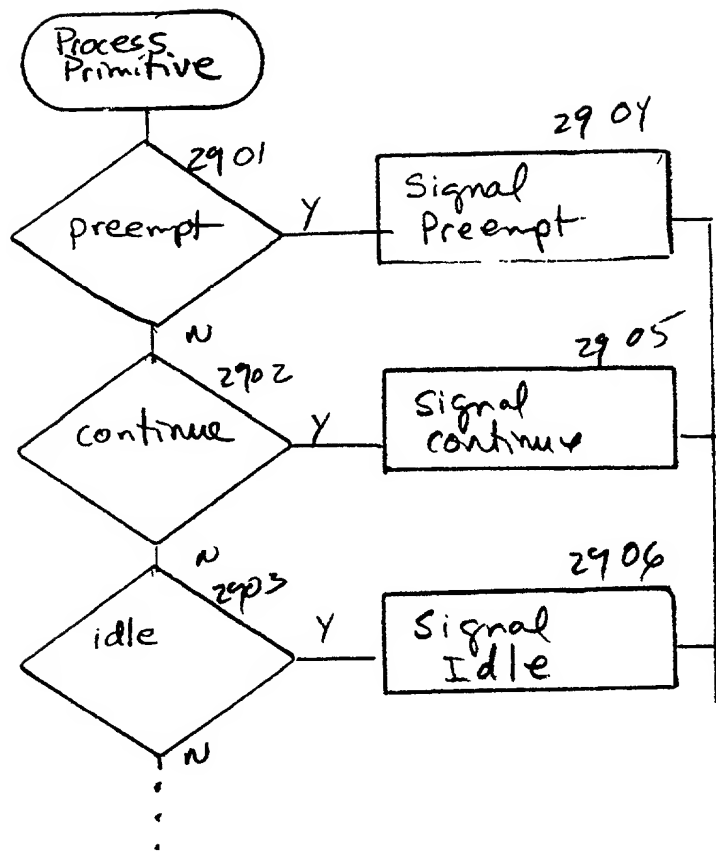 Process
Primitive
2901
preempt
Y
2904
Signal
Preempt
N
2902
continue
Y
2905
Signal
continue
N
2903
idle
Y
2906
Signal
Idle
N